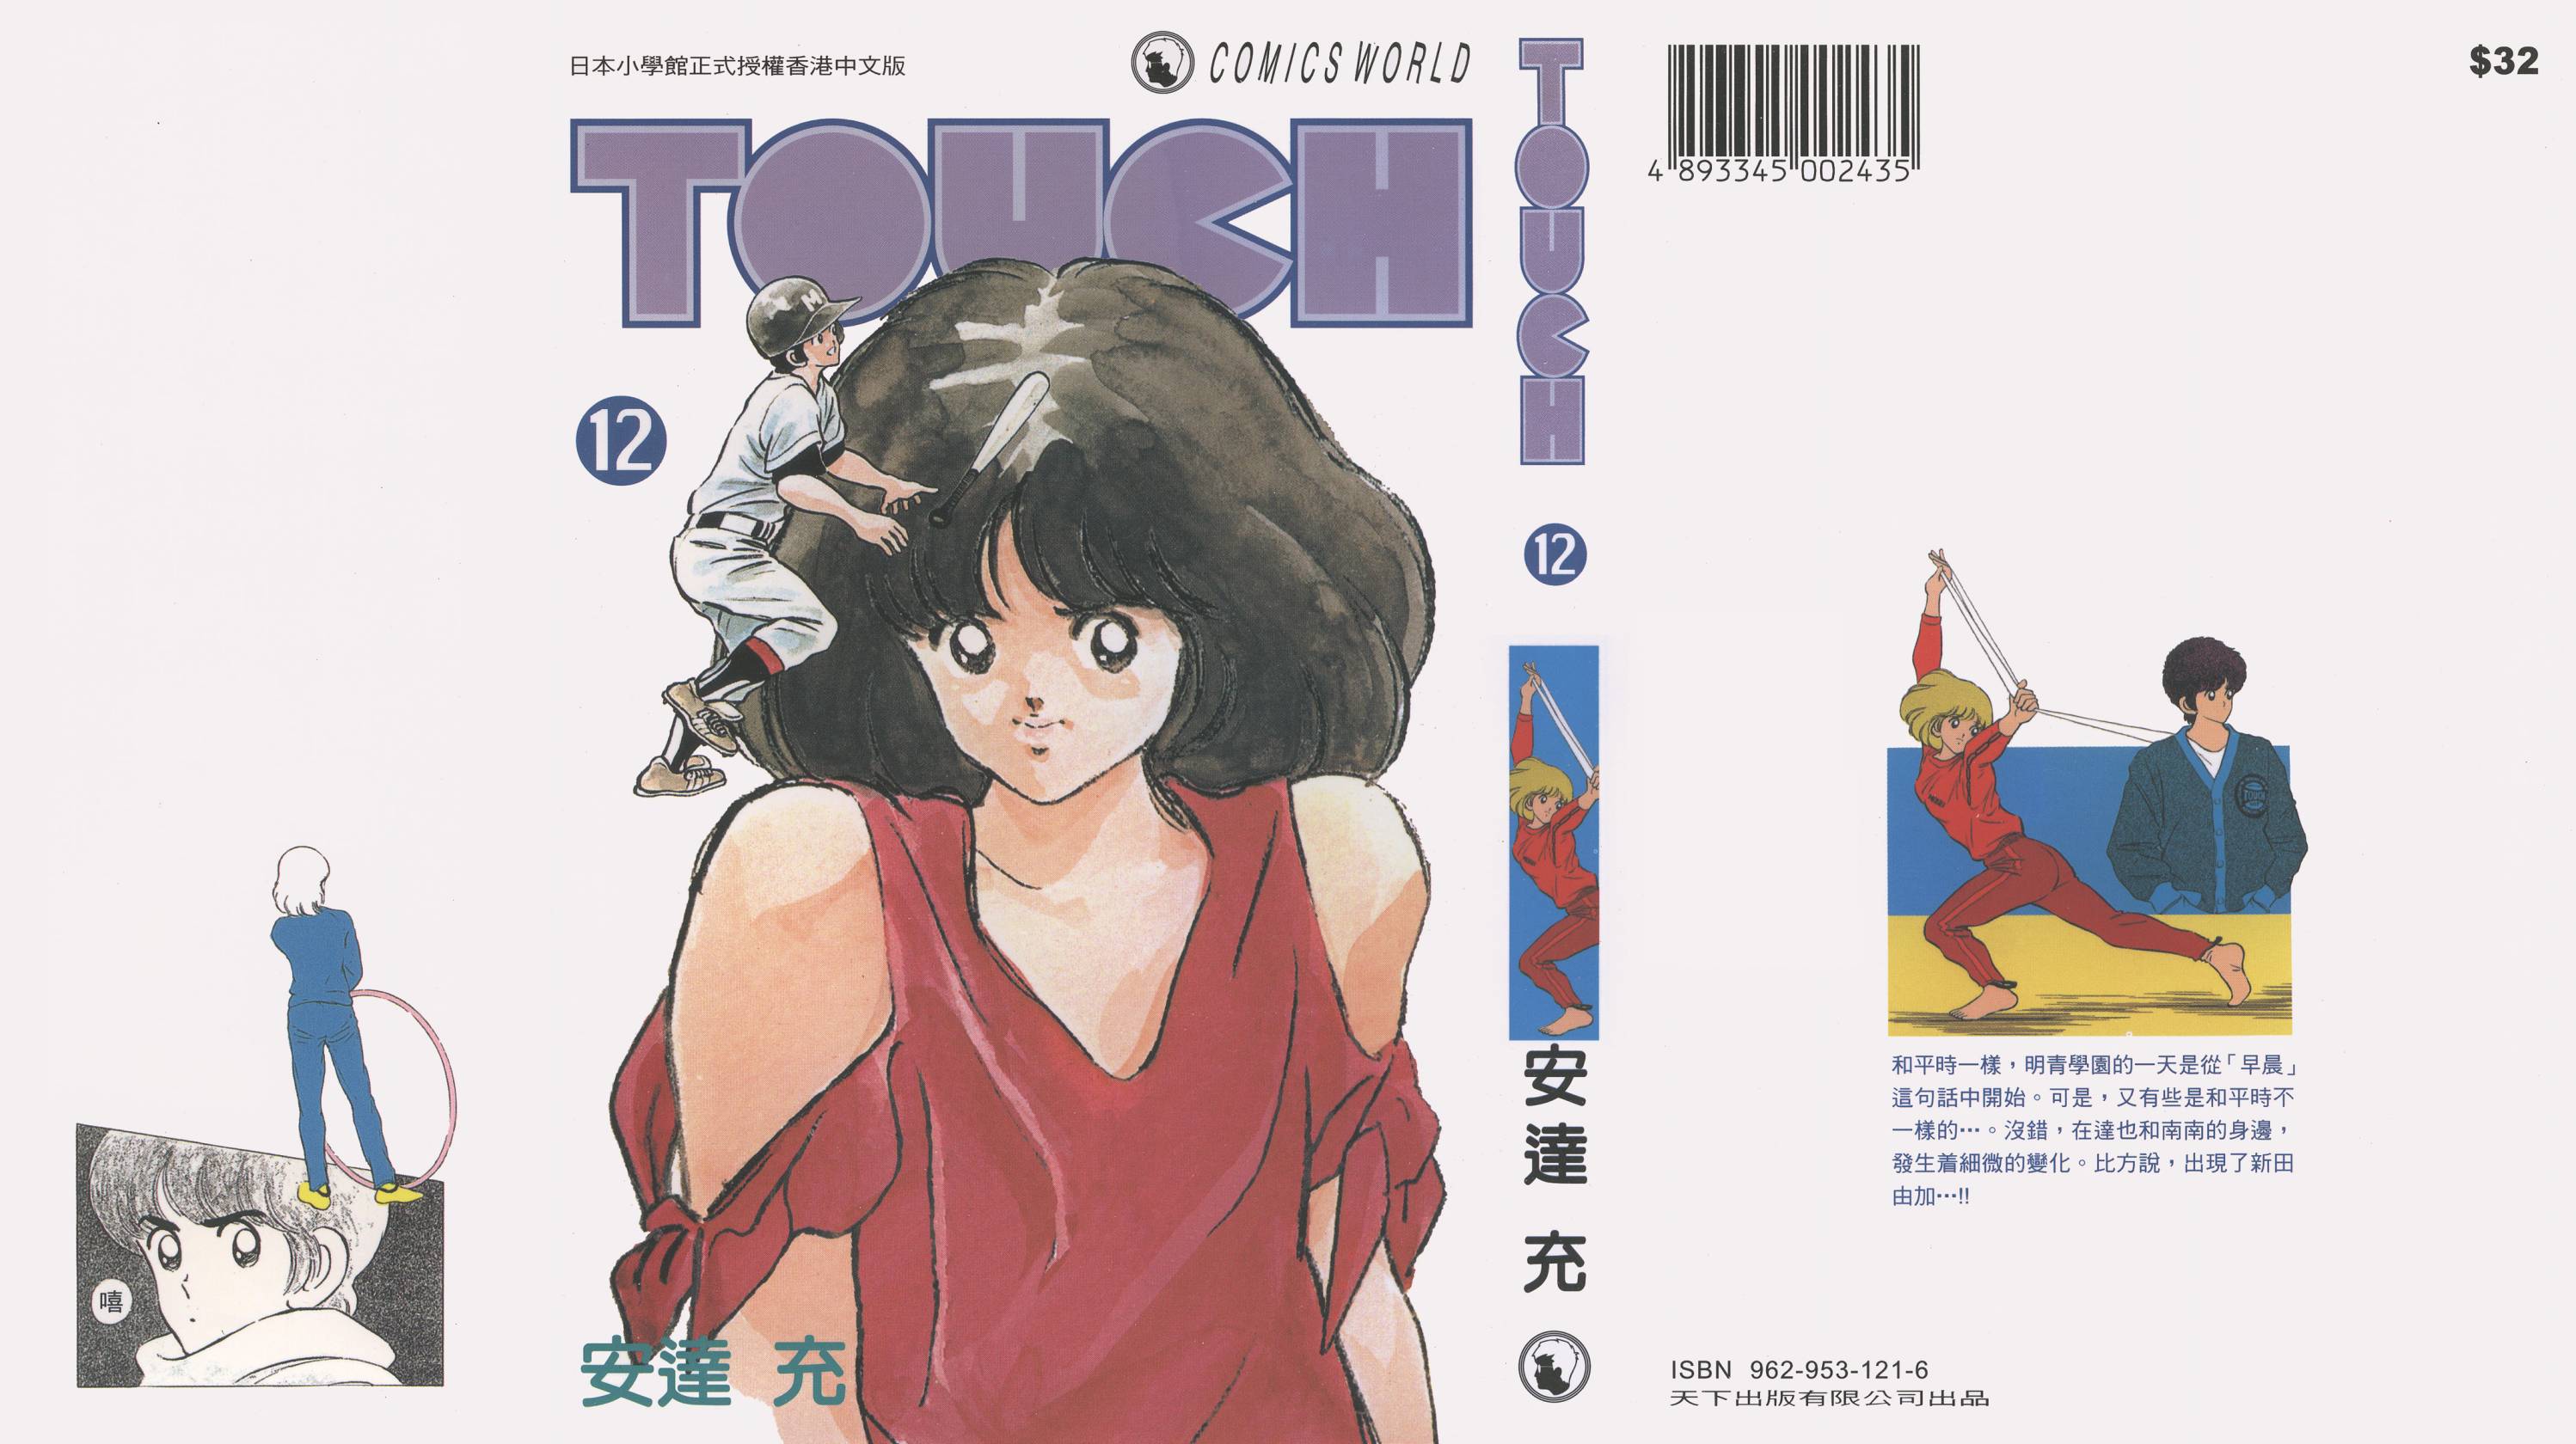 日本小學館正式授權香港中文版
COMICS WORLD
TOUCH
M
12
安達 充
嘻
TOUCH
12
安達 充
4 893345 002435
$32
和平時一樣，明青學園的一天是從「早晨」
這句話中開始。可是，又有些是和平時不
一樣的…。沒錯，在達也和南南的身邊，
發生着細微的變化。比方說，出現了新田
由加…!!
ISBN 962-953-121-6
天下出版有限公司出品